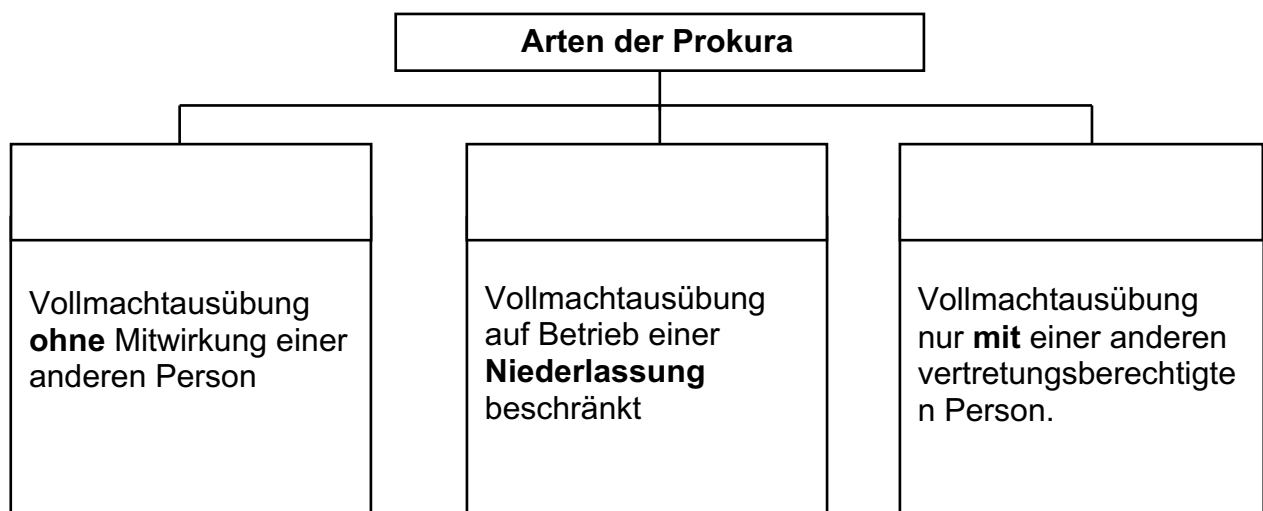 Arten der Prokura
Vollmachtausübung
ohne Mitwirkung einer
anderen Person
Vollmachtausübung
auf Betrieb einer
Niederlassung
beschränkt
Vollmachtausübung
nur mit einer anderen
vertretungsberechtigte
n Person.